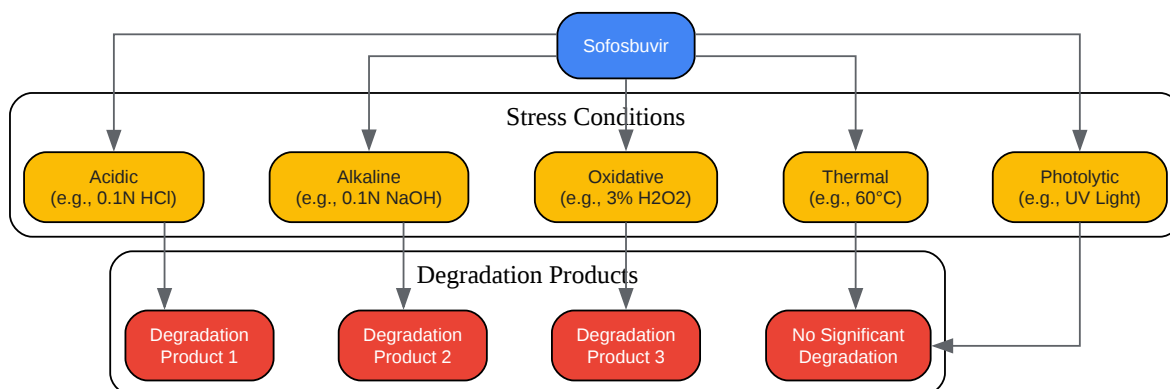 Sofosbuvir
Stress Conditions
Acidic
(e.g., 0.1N HCl)
Alkaline
(e.g., 0.1N NaOH)
Oxidative
(e.g., 3% H2O2)
Thermal
(e.g., 60°C)
Photolytic
(e.g., UV Light)
Degradation Products
Degradation
Product 1
Degradation
Product 2
Degradation
Product 3
No Significant
Degradation